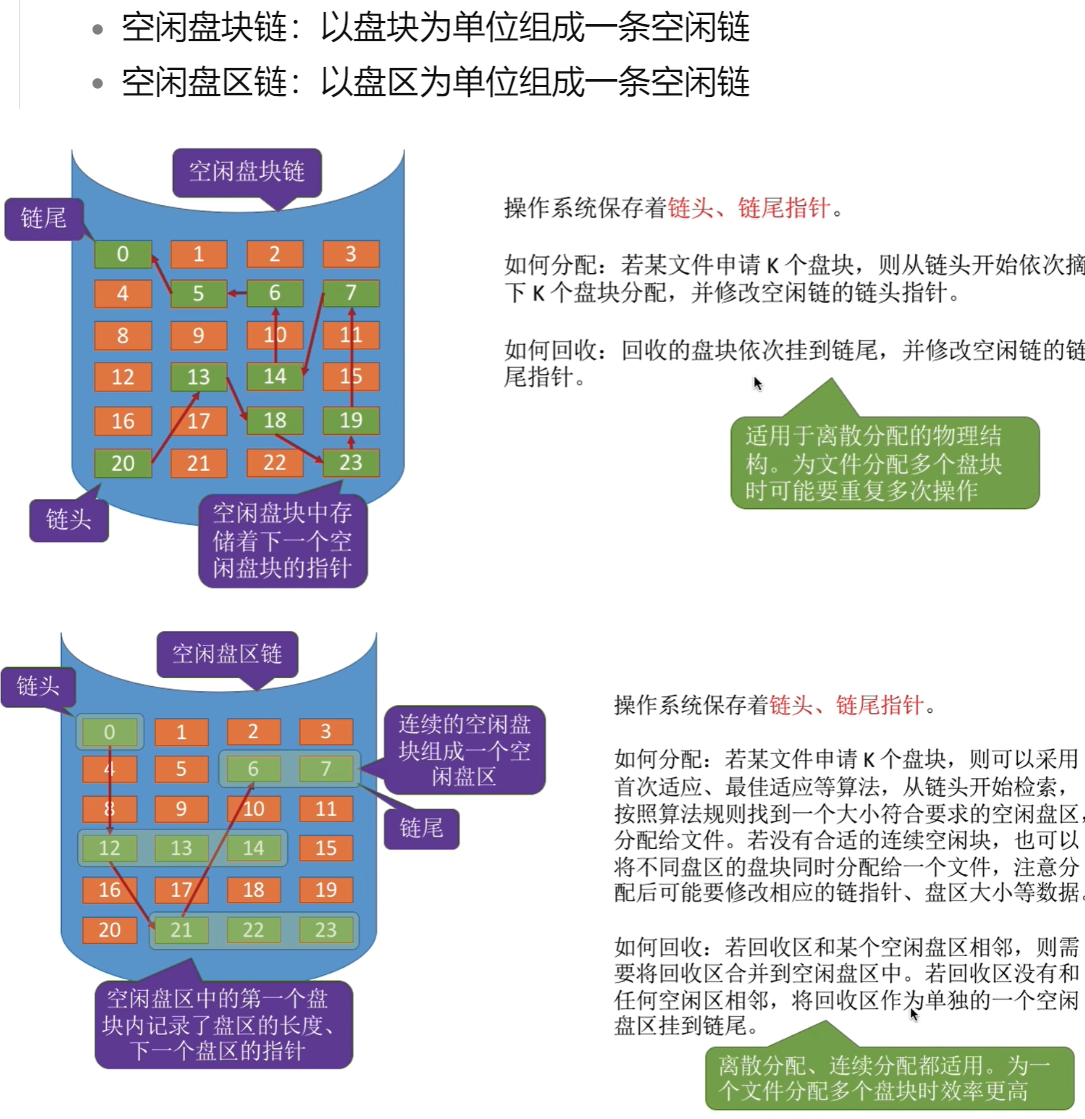 空闲盘块链：以盘块为单位组成一条空闲链
空闲盘区链：以盘区为单位组成一条空闲链
空闲盘块链
链尾
0 1 2 3
4 5 6 7
8 9 10 11
12 13 14 15
16 17 18 19
20 21 22 23
链头
空闲盘块中存
储着下一个空
闲盘块的指针
操作系统保存着链头、链尾指针。
如何分配：若某文件申请 K 个盘块，则从链头开始依次摘
下 K 个盘块分配，并修改空闲链的链头指针。
如何回收：回收的盘块依次挂到链尾，并修改空闲链的链
尾指针。
适用于离散分配的物理结
构。为文件分配多个盘块
时可能要重复多次操作
空闲盘区链
链头
0 1 2 3
4 5 6 7
8 9 10 11
12 13 14 15
16 17 18 19
20 21 22 23
连续的空闲盘
块组成一个空
闲盘区
链尾
空闲盘区中的第一个盘
块内记录了盘区的长度、
下一个盘区的指针
操作系统保存着链头、链尾指针。
如何分配：若某文件申请 K 个盘块，则可以采用
首次适应、最佳适应等算法，从链头开始检索，
按照算法规则找到一个大小符合要求的空闲盘区，
分配给文件。若没有合适的连续空闲块，也可以
将不同盘区的盘块同时分配给一个文件，注意分
配后可能要修改相应的链指针、盘区大小等数据。
如何回收：若回收区和某个空闲盘区相邻，则需
要将回收区合并到空闲盘区中。若回收区没有和
任何空闲区相邻，将回收区作为单独的一个空闲
盘区挂到链尾。
离散分配、连续分配都适用。为一
个文件分配多个盘块时效率更高